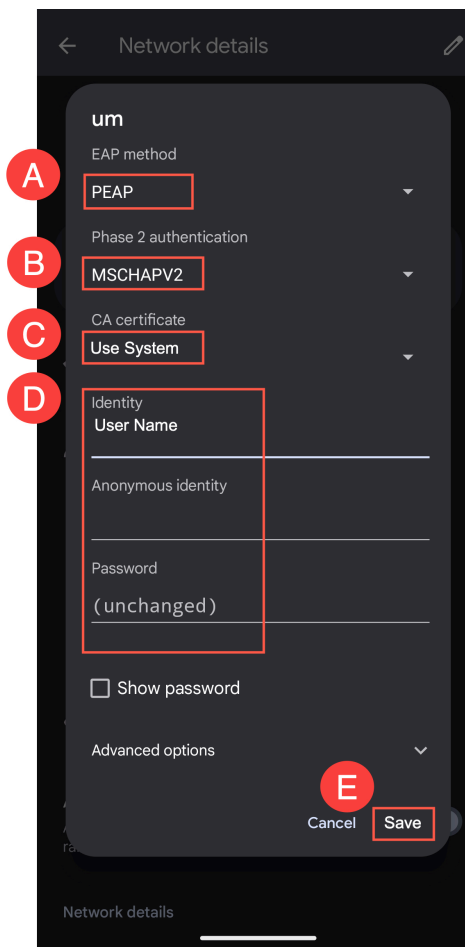 Network details
um
EAP method
A
PEAP
Phase 2 authentication
B
MSCHAPV2
CA certificate
C
Use System
D
Identity
User Name
Anonymous identity
Password
(unchanged)
Show password
Advanced options
E
Cancel Save
ra
Network details